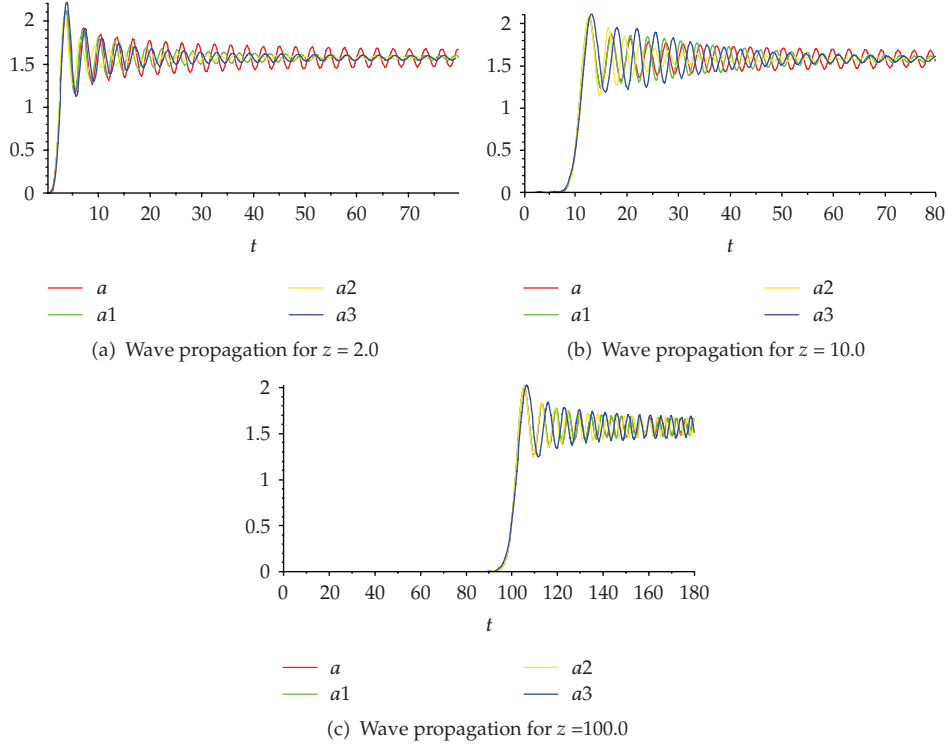 2
1.5
1
0.5
0
10 20 30 40 50 60 70
t
a
a2
a1
a3
(a) Wave propagation for z = 2.0
2
1.5
1
0.5
0
0 10 20 30 40 50 60 70 80
t
a
a2
a1
a3
(b) Wave propagation for z = 10.0
2
1.5
1
0.5
0
0 20 40 60 80 100 120 140 160 180
t
a
a2
a1
a3
(c) Wave propagation for z =100.0